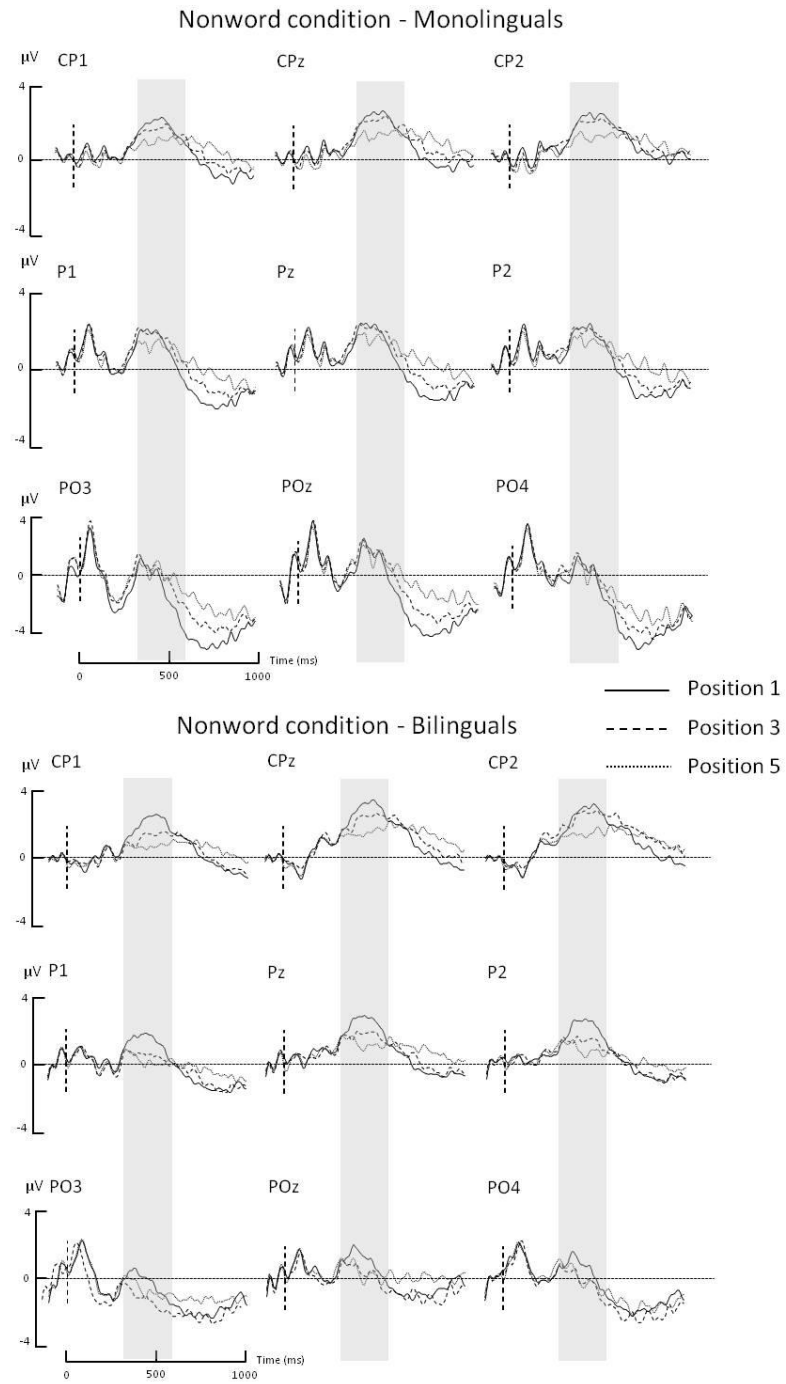 Nonword condition - Monolinguals
μV CP1 CPz CP2
4
0
-4
μV P1 Pz P2
4
0
-4
μV PO3 POz PO4
4
0
-4
0 500 1000 Time (ms)
Position 1
Position 3
Position 5
Nonword condition - Bilinguals
μV CP1 CPz CP2
4
0
-4
μV P1 Pz P2
4
0
-4
μV PO3 POz PO4
4
0
-4
0 500 1000 Time (ms)